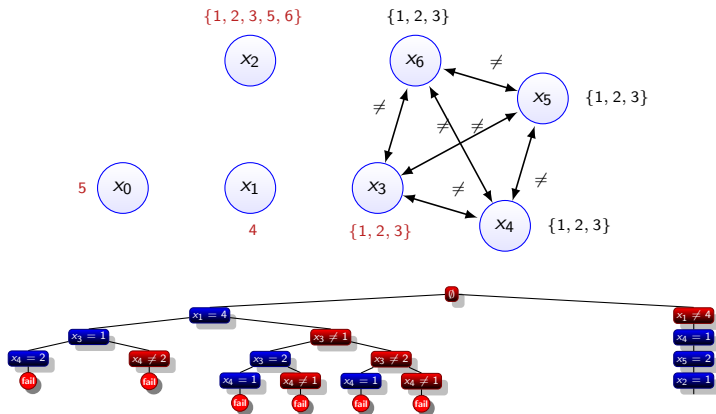 {1, 2, 3, 5, 6}
{1, 2, 3}
x2
x6
≠
x5
{1, 2, 3}
≠
≠
≠
5
x0
x1
x3
≠
≠
4
{1, 2, 3}
x4
{1, 2, 3}
∅
x1 = 4
x1 ≠ 4
x3 = 1
x3 ≠ 1
x4 = 1
x4 = 2
x4 ≠ 2
x3 = 2
x3 ≠ 2
x5 = 2
fail
fail
x4 = 1
x4 ≠ 1
x4 = 1
x4 ≠ 1
x2 = 1
fail
fail
fail
fail